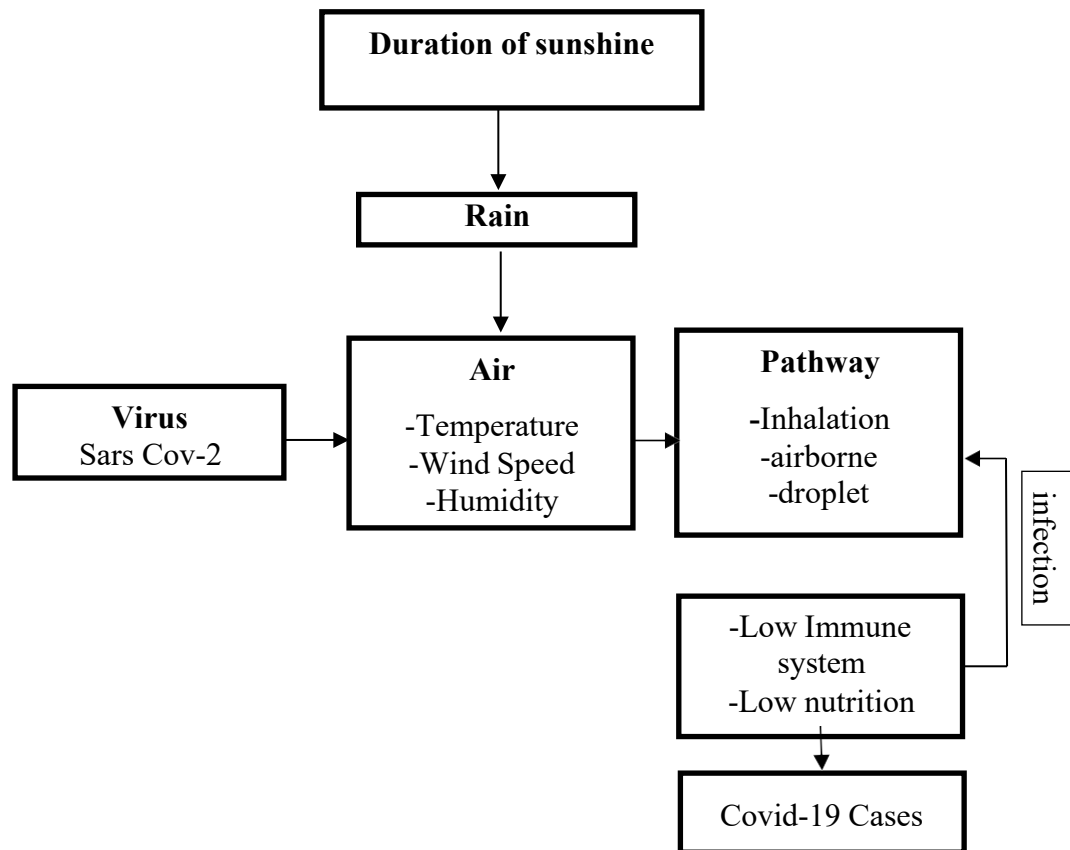 Duration of sunshine
Rain
Air
-Temperature
-Wind Speed
-Humidity
Pathway
-Inhalation
-airborne
-droplet
Virus
Sars Cov-2
infection
-Low Immune
system
-Low nutrition
Covid-19 Cases